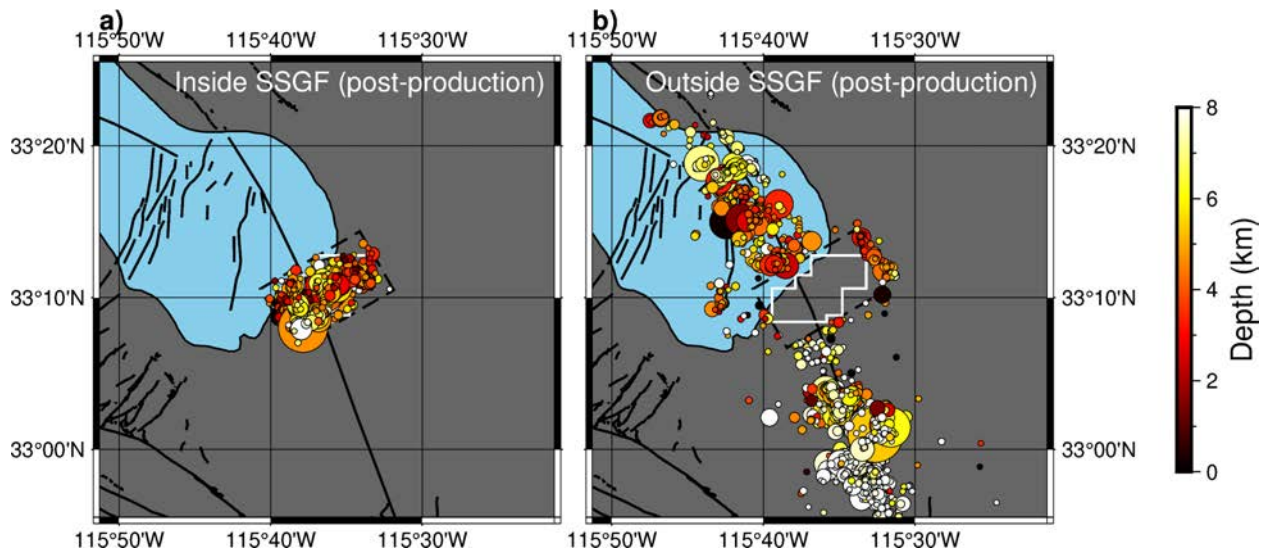 a)
b)
115°50'W 115°40'W 115°30'W
115°50'W 115°40'W 115°30'W
Inside SSGF (post-production)
Outside SSGF (post-production)
33°20'N
33°20'N
33°10'N
33°10'N
33°00'N
33°00'N
115°50'W 115°40'W 115°30'W
115°50'W 115°40'W 115°30'W
8
6
4
2
0
Depth (km)